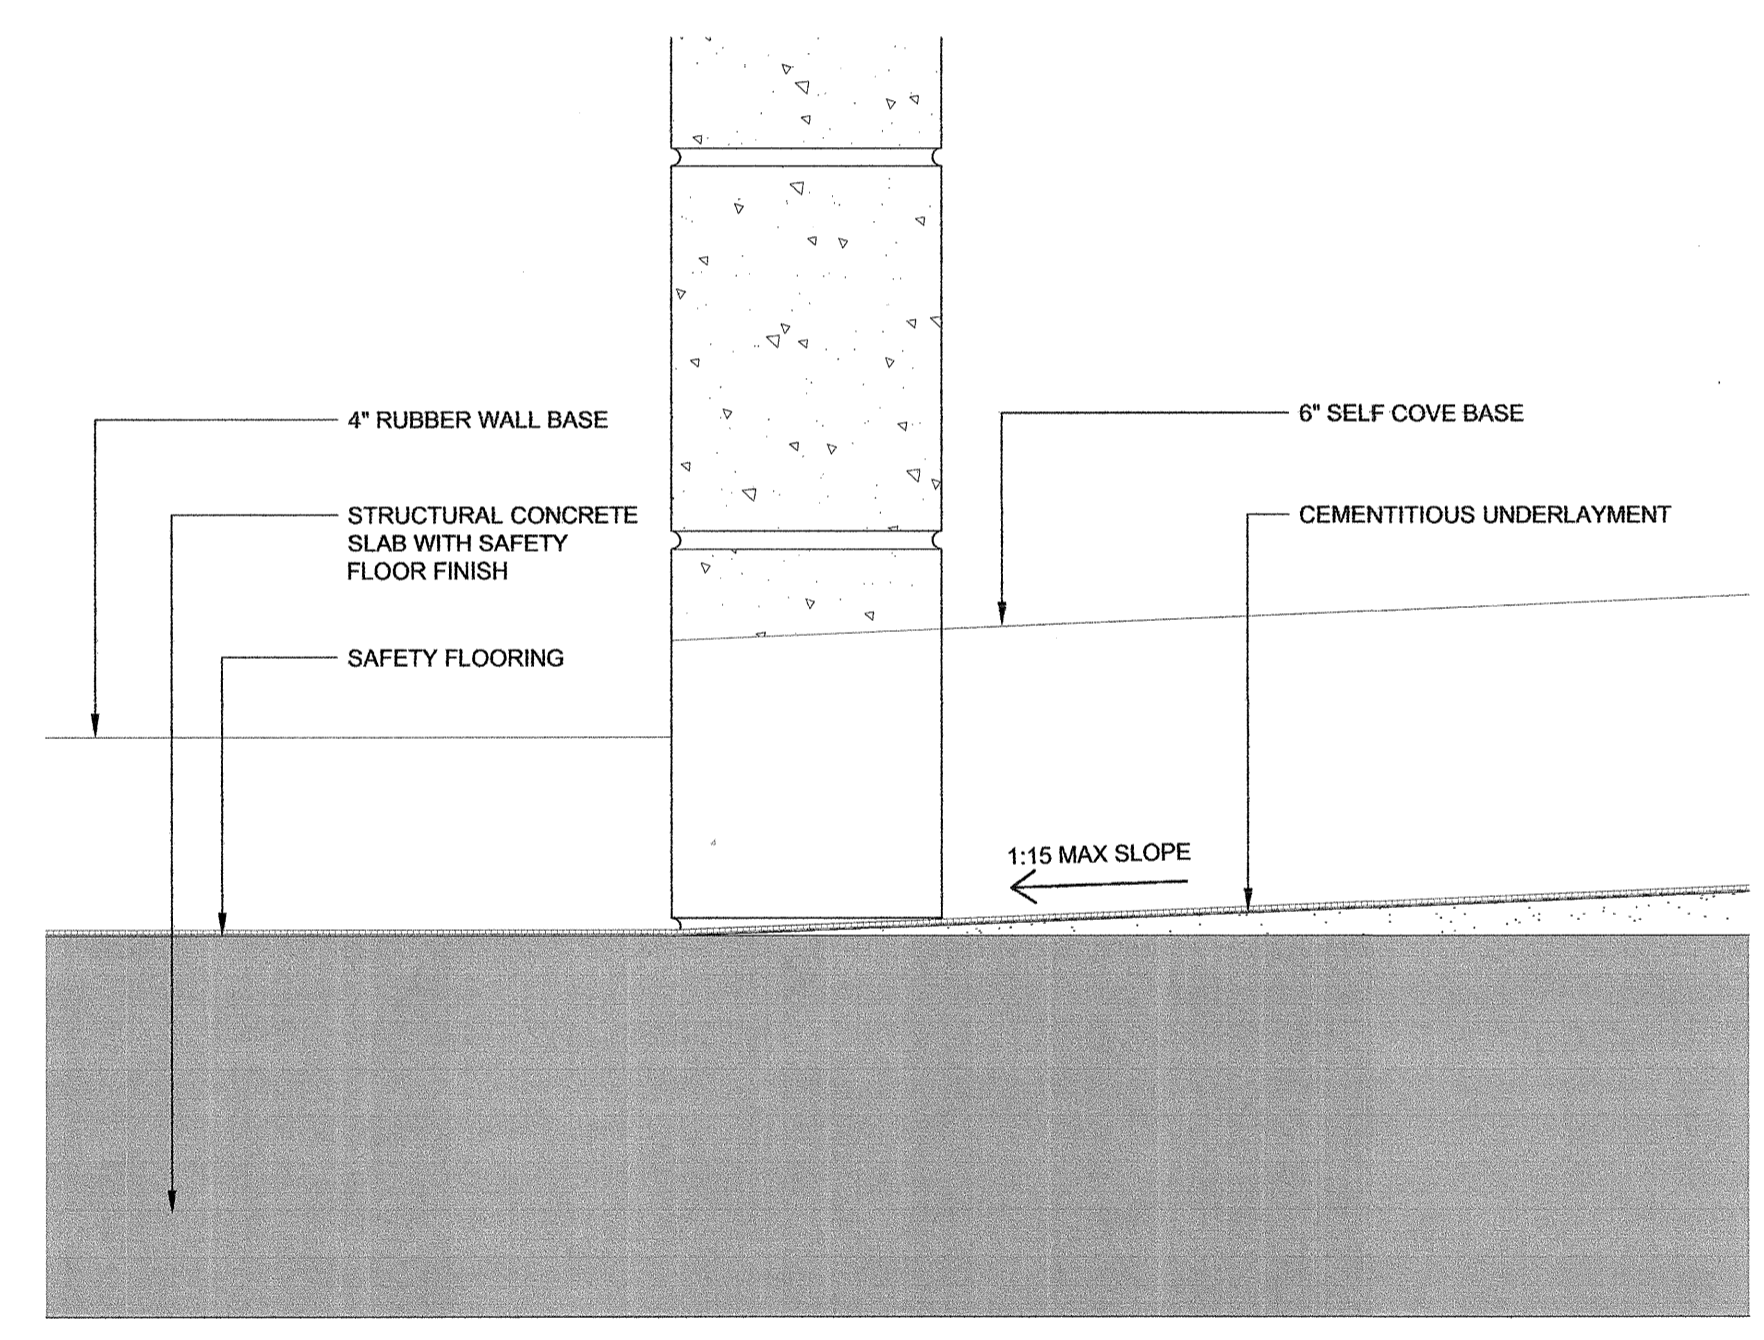 4" RUBBER WALL BASE
STRUCTURAL CONCRETE
SLAB WITH SAFETY
FLOOR FINISH
SAFETY FLOORING
6" SELF COVE BASE
CEMENTITIOUS UNDERLAYMENT
1:15 MAX SLOPE